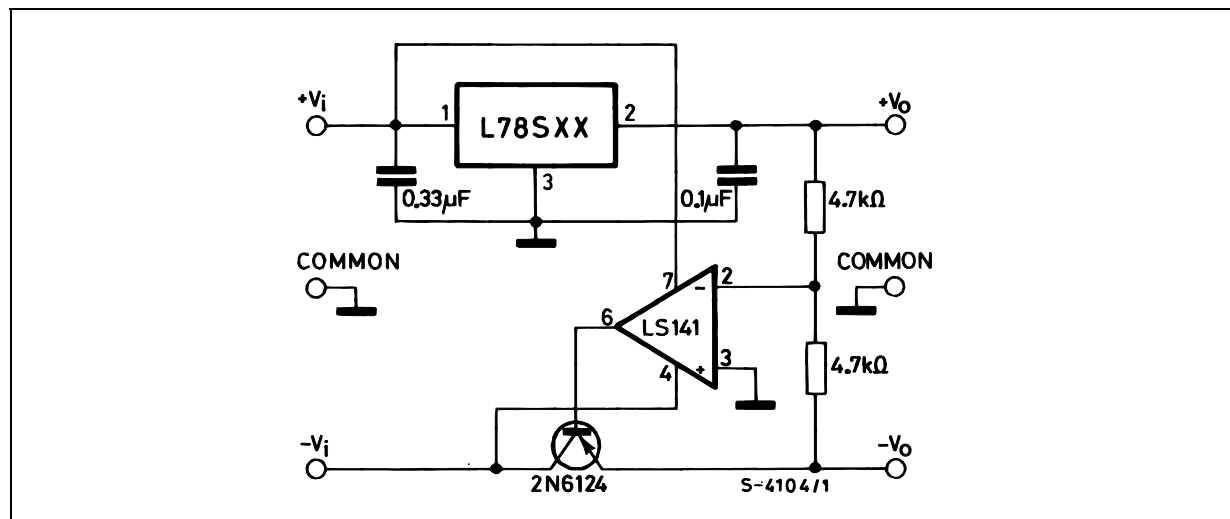 +Vi
1
L78SXX
2
+Vo
3
0.33µF
0.1µF
4.7kΩ
COMMON
COMMON
7
-
2
6
LS141
3
+
4
4.7kΩ
-Vi
-Vo
2N6124
S-4104/1